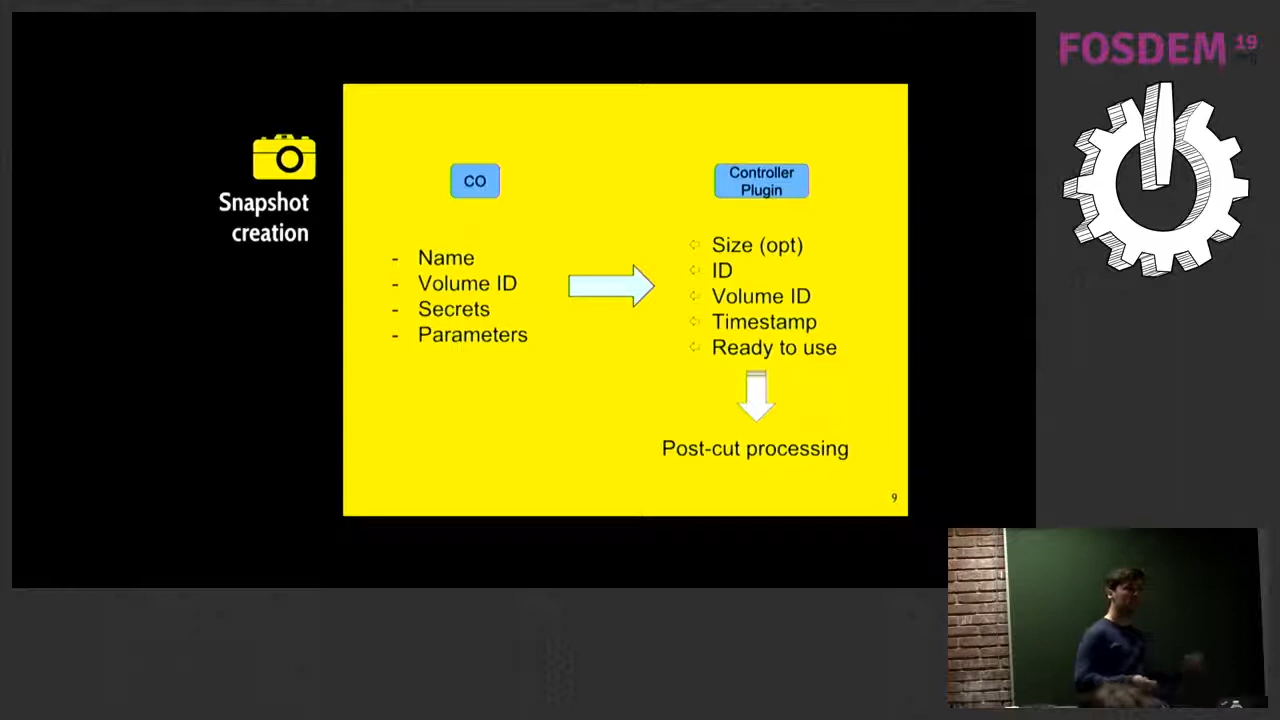 FOSDEM 19
Snapshot
creation
CO
- Name
- Volume ID
- Secrets
- Parameters
Controller
Plugin
Size (opt)
ID
Volume ID
Timestamp
Ready to use
Post-cut processing
9